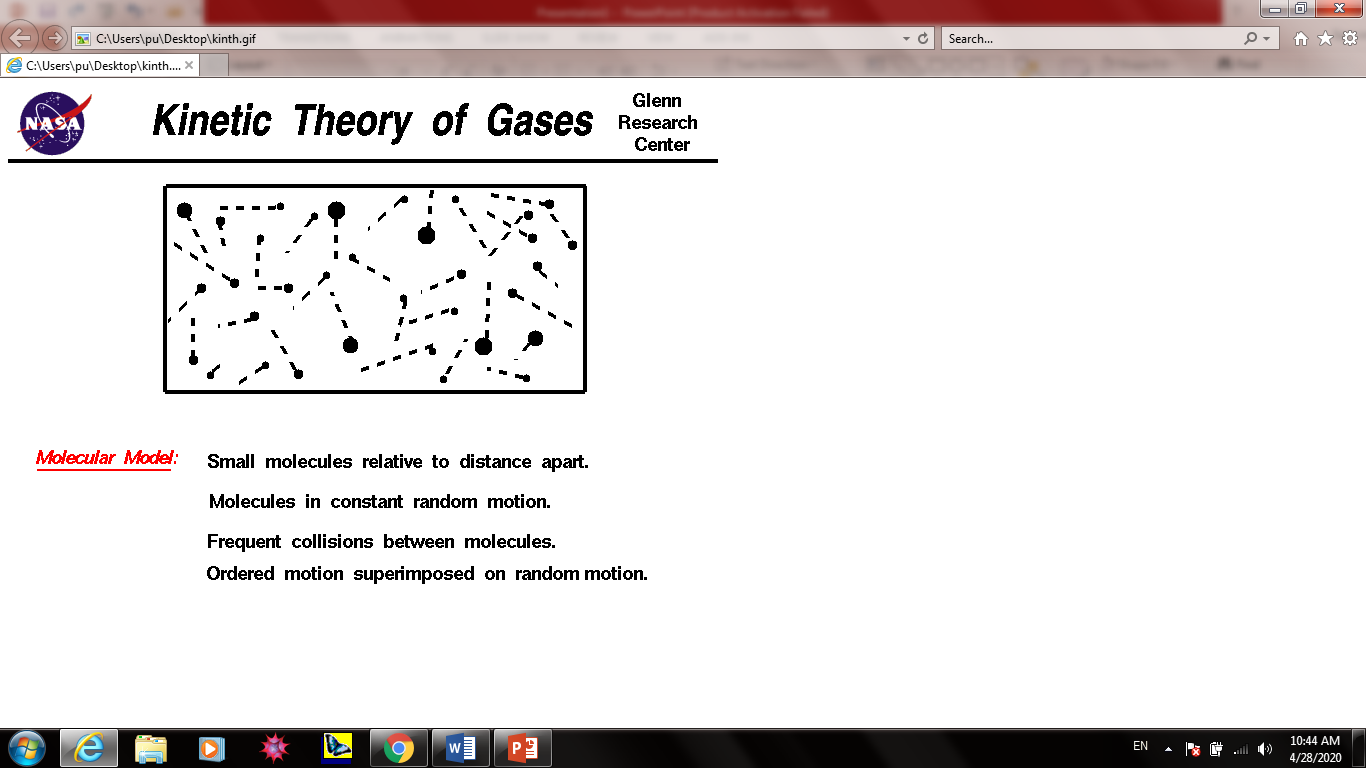 C:\Users\pu\Desktop\kinth.gif
Search...
C:\Users\pu\Desktop\kinth....
NASA
Kinetic Theory of Gases
Glenn
Research
Center
Molecular Model:
Small molecules relative to distance apart.
Molecules in constant random motion.
Frequent collisions between molecules.
Ordered motion superimposed on random motion.
EN
10:44 AM
4/28/2020